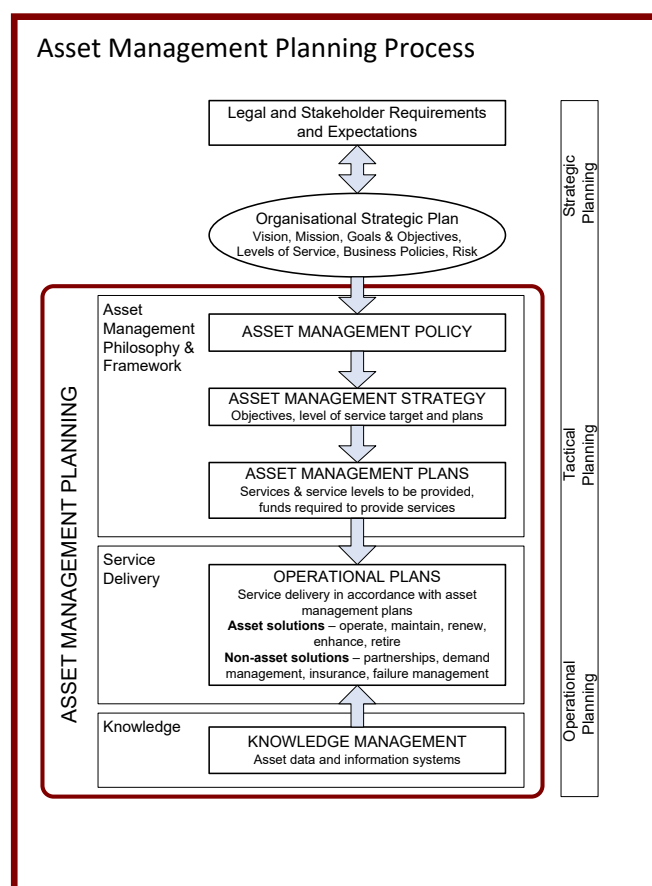 Asset Management Planning Process
Legal and Stakeholder Requirements
and Expectations
Organisational Strategic Plan
Vision, Mission, Goals & Objectives,
Levels of Service, Business Policies, Risk
Strategic
Planning
ASSET MANAGEMENT PLANNING
Asset
Management
Philosophy &
Framework
ASSET MANAGEMENT POLICY
ASSET MANAGEMENT STRATEGY
Objectives, level of service target and plans
ASSET MANAGEMENT PLANS
Services & service levels to be provided,
funds required to provide services
Tactical
Planning
Service
Delivery
OPERATIONAL PLANS
Service delivery in accordance with asset
management plans
Asset solutions – operate, maintain, renew,
enhance, retire
Non-asset solutions – partnerships, demand
management, insurance, failure management
Operational
Planning
Knowledge
KNOWLEDGE MANAGEMENT
Asset data and information systems